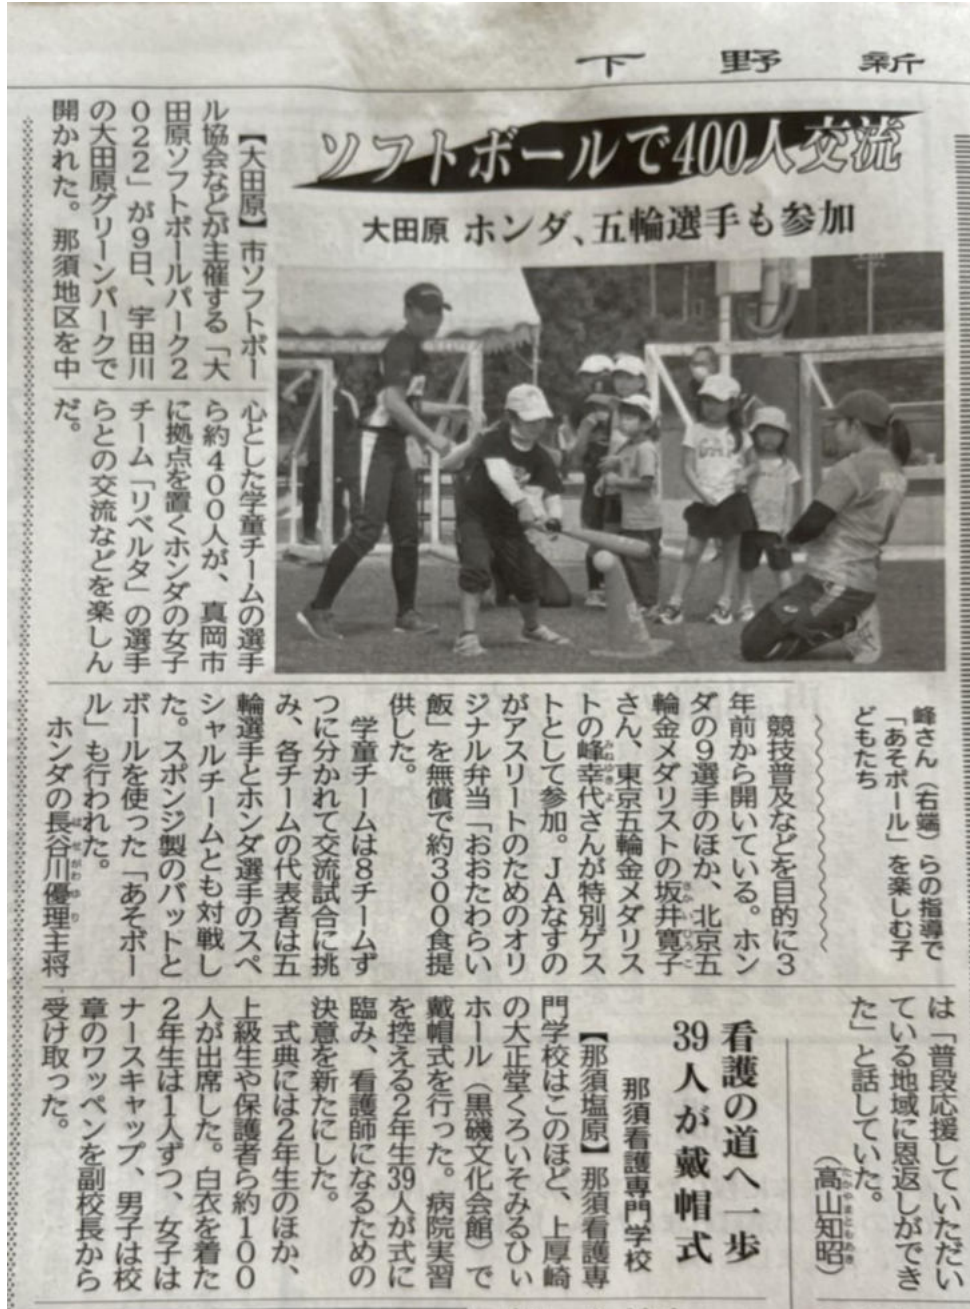 下野新
ソフトボールで400人交流
大田原 ホンダ、五輪選手も参加
【大田原】市ソフトボー
ル協会などが主催する「大
田原ソフトボールパーク2
022」が9日、宇田川
の大田原グリーンパークで
開かれた。那須地区を中
心とした学童チームの選手
ら約400人が、真岡市
に拠点を置くホンダの女子
チーム「リベルタ」の選手
らとの交流などを楽しん
だ。
峰さん（右端）らの指導で
「あそボール」を楽しむ子
どもたち
競技普及などを目的に3
年前から開いている。ホン
ダの9選手のほか、北京五
輪金メダリストの坂井寛子
さん、東京五輪金メダリス
トの峰幸代さんが特別ゲス
トとして参加。JAなすの
がアスリートのためのオリ
ジナル弁当「おおたわらい
飯」を無償で約300食提
供した。
学童チームは8チームず
つに分かれて交流試合に挑
み、各チームの代表者は五
輪選手とホンダ選手のスペ
シャルチームとも対戦し
た。スポンジ製のバットと
ボールを使った「あそボー
ル」も行われた。
ホンダの長谷川優理主将
は「普段応援していただい
ている地域に恩返しができ
た」と話していた。
（高山知昭）
看護の道へ一歩
39人が戴帽式
那須看護専門学校
【那須塩原】那須看護専
門学校はこのほど、上厚崎
の大正堂くろいそみるひぃ
ホール（黒磯文化会館）で
戴帽式を行った。病院実習
を控える2年生39人が式に
臨み、看護師になるための
決意を新たにした。
式典には2年生のほか、
上級生や保護者ら約100
人が出席した。白衣を着た
2年生は1人ずつ、女子は
ナースキャップ、男子は校
章のワッペンを副校長から
受け取った。